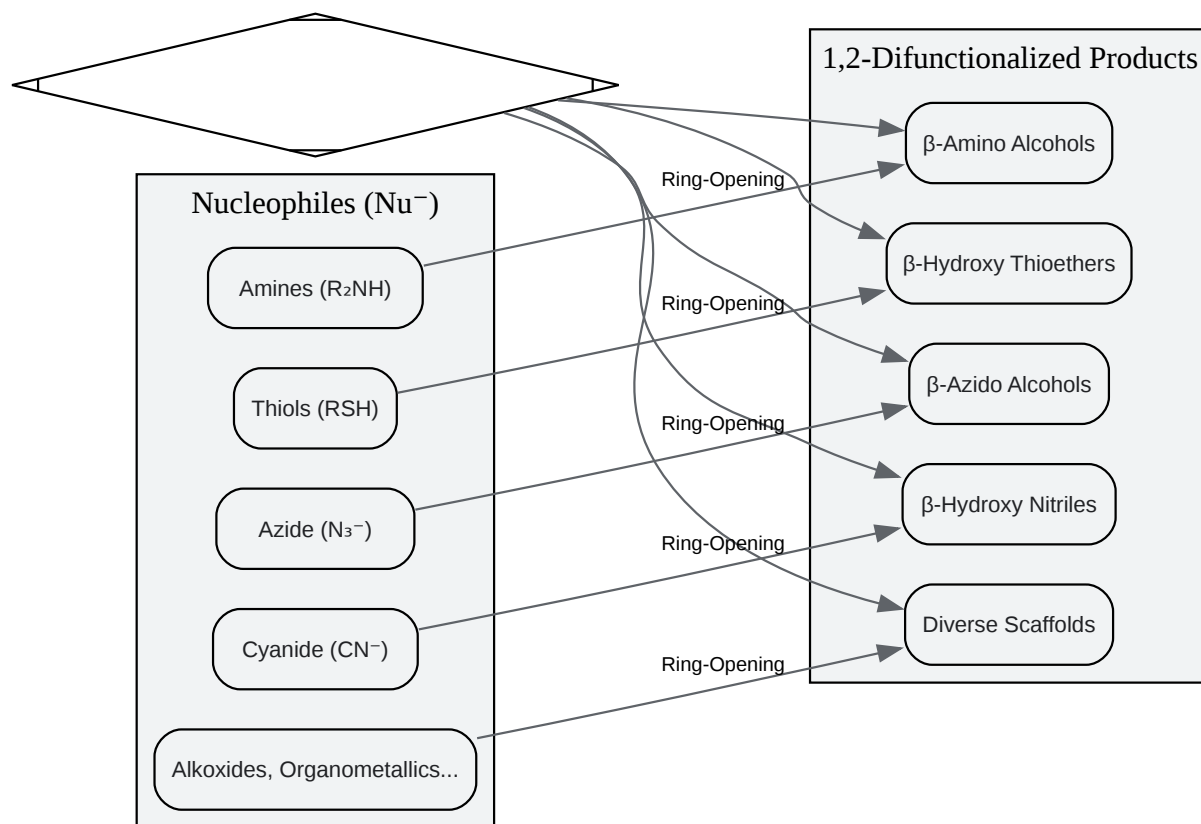 1,2-Difunctionalized Products
β-Amino Alcohols
β-Hydroxy Thioethers
β-Azido Alcohols
β-Hydroxy Nitriles
Diverse Scaffolds
Ring-Opening
Ring-Opening
Ring-Opening
Ring-Opening
Ring-Opening
Nucleophiles (Nu⁻)
Amines (R₂NH)
Thiols (RSH)
Azide (N₃⁻)
Cyanide (CN⁻)
Alkoxides, Organometallics...